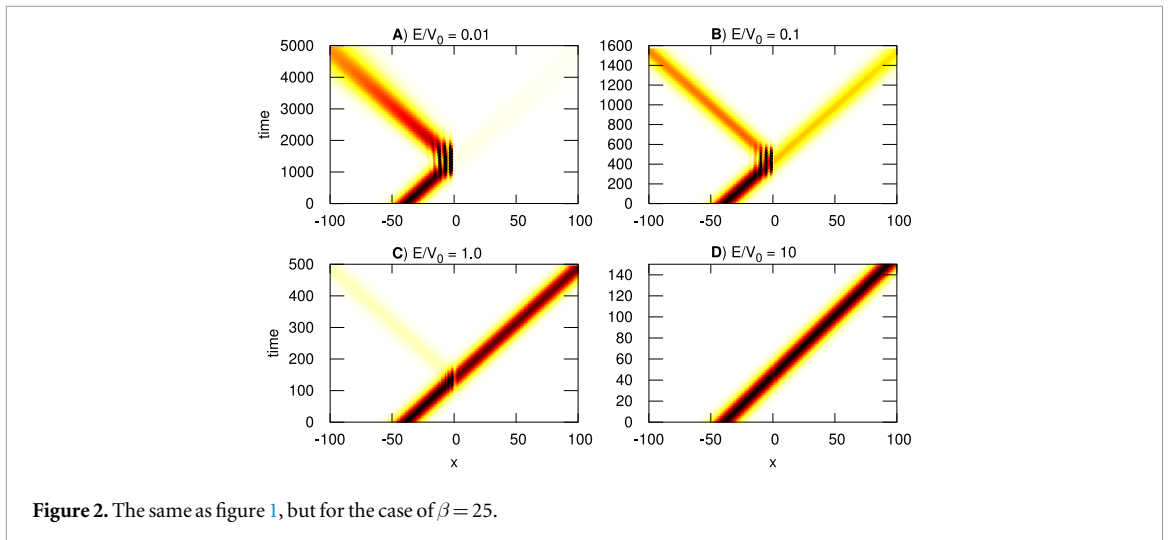 A) E/V0 = 0.01
B) E/V0 = 0.1
5000
4000
3000
2000
1000
0
time
-100 -50 0 50 100
1600
1400
1200
1000
800
600
400
200
0
-100 -50 0 50 100
C) E/V0 = 1.0
D) E/V0 = 10
500
400
300
200
100
0
time
-100 -50 0 50 100
x
140
120
100
80
60
40
20
0
-100 -50 0 50 100
x
Figure 2. The same as figure 1, but for the case of β = 25.